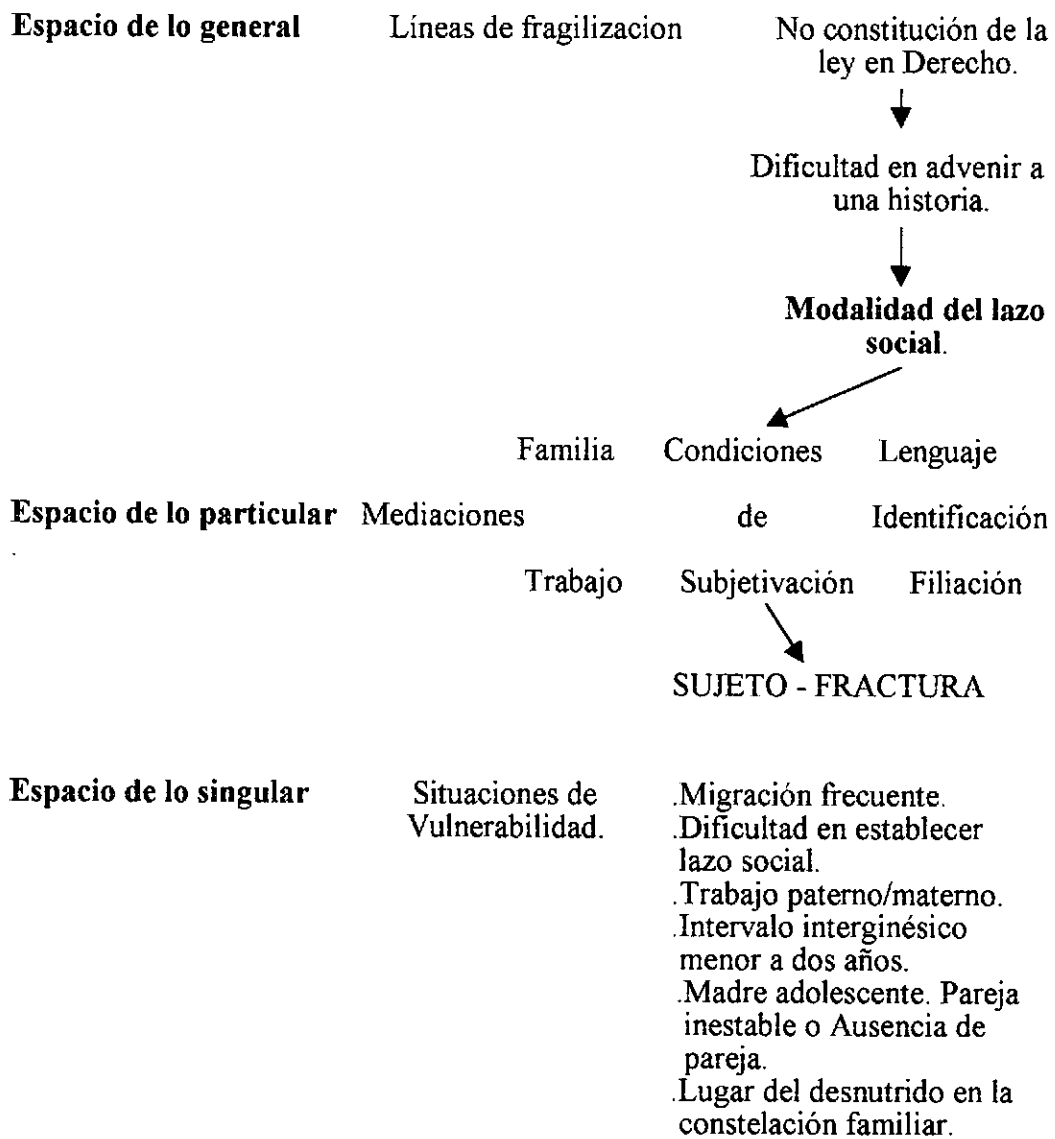 Espacio de lo general Líneas de fragilizacion No constitución de la
ley en Derecho.
Dificultad en advenir a
una historia.
Modalidad del lazo
social.
Familia Condiciones Lenguaje
Espacio de lo particular Mediaciones de Identificación
Trabajo Subjetivación Filiación
SUJETO - FRACTURA
Espacio de lo singular Situaciones de .Migración frecuente.
Vulnerabilidad. .Dificultad en establecer
lazo social.
.Trabajo paterno/materno.
.Intervalo interginésico
menor a dos años.
.Madre adolescente. Pareja
inestable o Ausencia de
pareja.
.Lugar del desnutrido en la
constelación familiar.